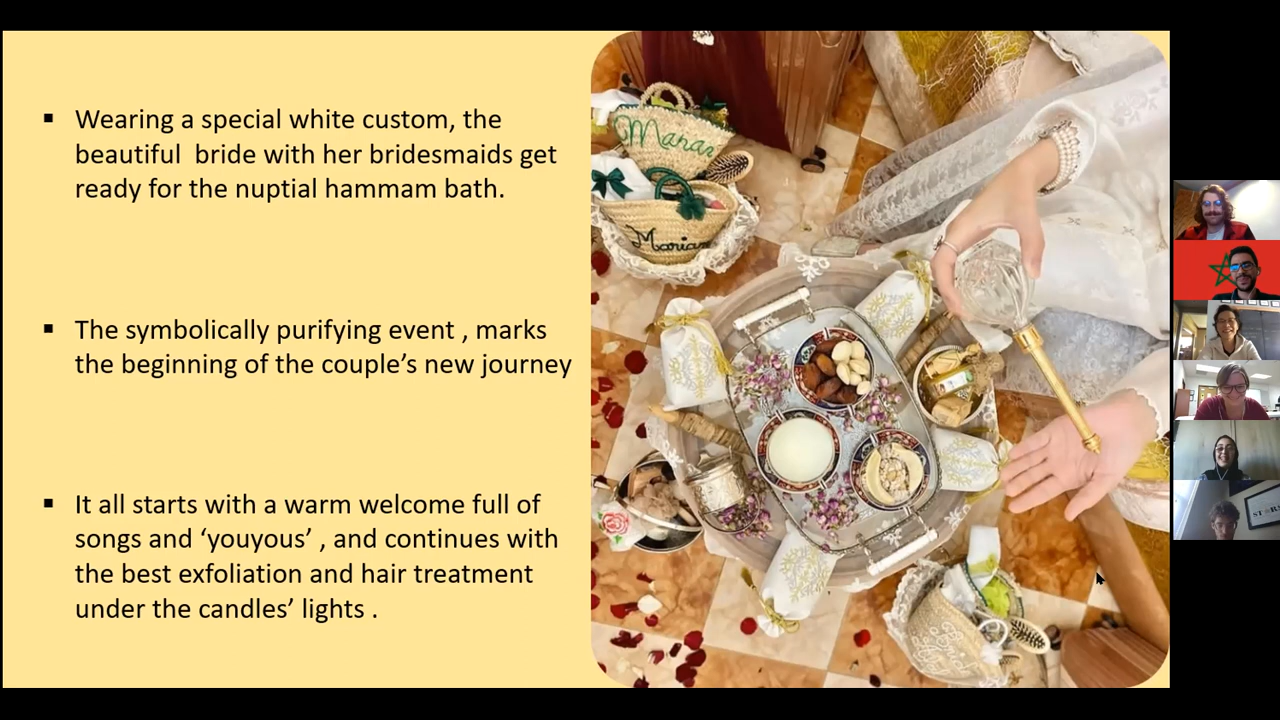 ▪ Wearing a special white custom, the
beautiful bride with her bridesmaids get
ready for the nuptial hammam bath.
▪ The symbolically purifying event , marks
the beginning of the couple’s new journey
▪ It all starts with a warm welcome full of
songs and ‘youyous’ , and continues with
the best exfoliation and hair treatment
under the candles’ lights .